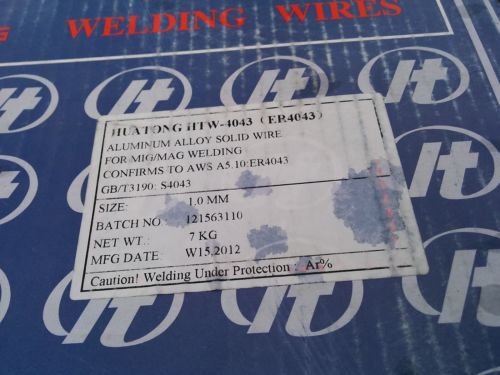 WELDING WIRES
HUATONG HTW-4043 (ER4043)
ALUMINUM ALLOY SOLID WIRE
FOR MIG/MAG WELDING
CONFIRMS TO AWS A5.10:ER4043
GB/T3190: S4043
SIZE: 1.0 MM
BATCH NO.: 121563110
NET WT.: 7 KG
MFG DATE: W15.2012
Caution! Welding Under Protection : Ar%